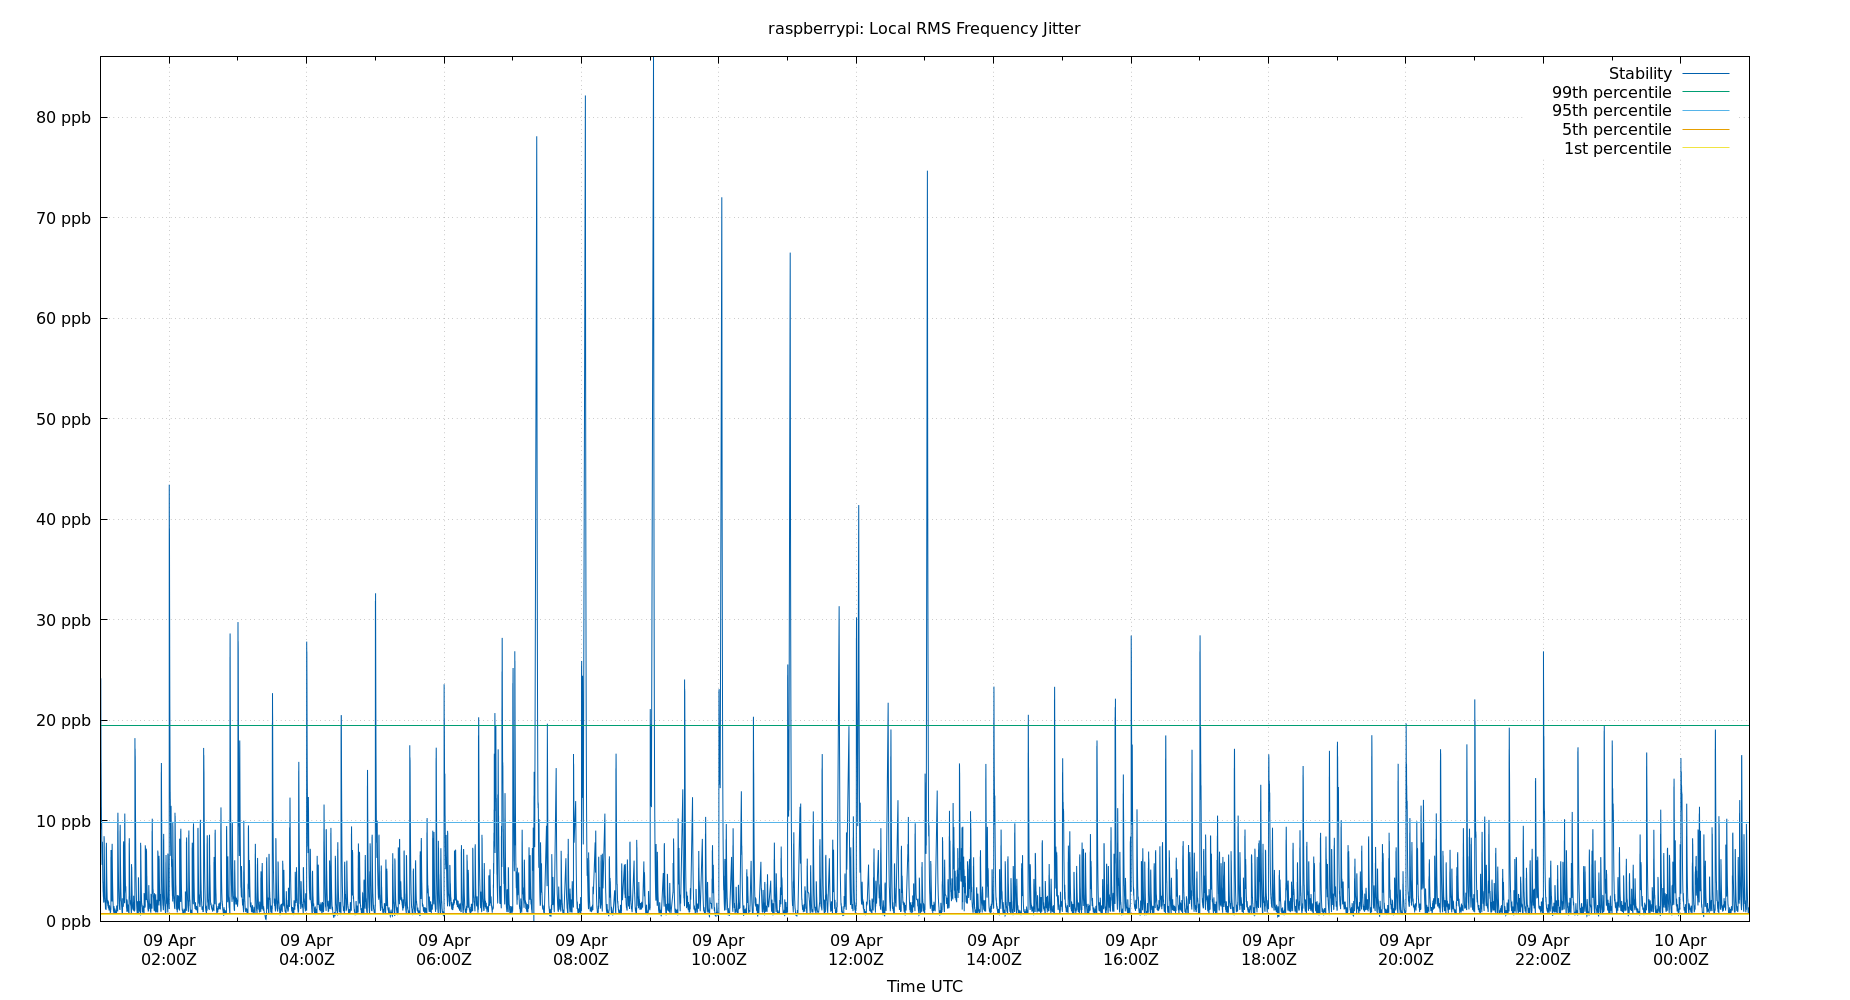 raspberrypi: Local RMS Frequency Jitter
Stability
99th percentile
95th percentile
5th percentile
1st percentile
80 ppb
70 ppb
60 ppb
50 ppb
40 ppb
30 ppb
20 ppb
10 ppb
0 ppb
09 Apr 09 Apr 09 Apr 09 Apr 09 Apr 09 Apr 09 Apr 09 Apr 09 Apr 09 Apr 09 Apr 10 Apr
02:00Z 04:00Z 06:00Z 08:00Z 10:00Z 12:00Z 14:00Z 16:00Z 18:00Z 20:00Z 22:00Z 00:00Z
Time UTC